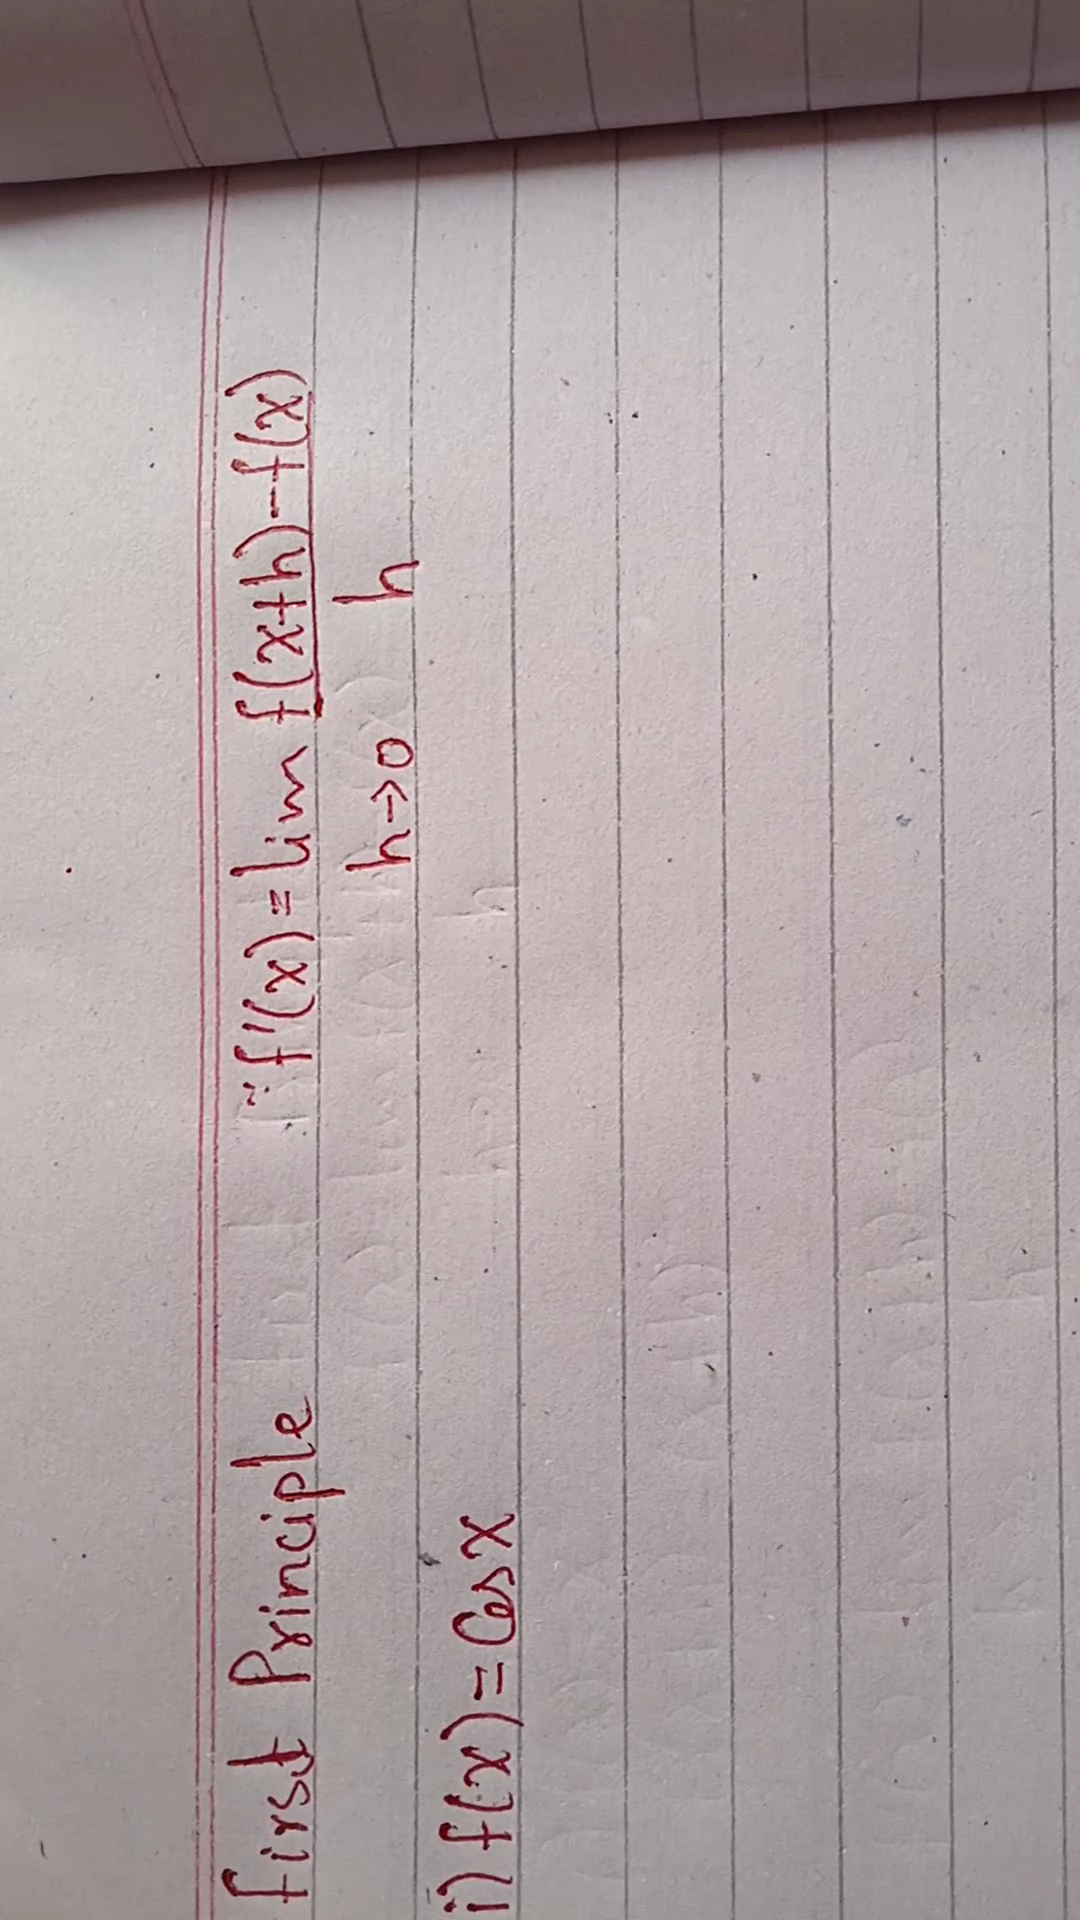 first Principle ∵ f'(x) = lim f(x+h) - f(x)
h→0 h
i) f(x) = Cos x